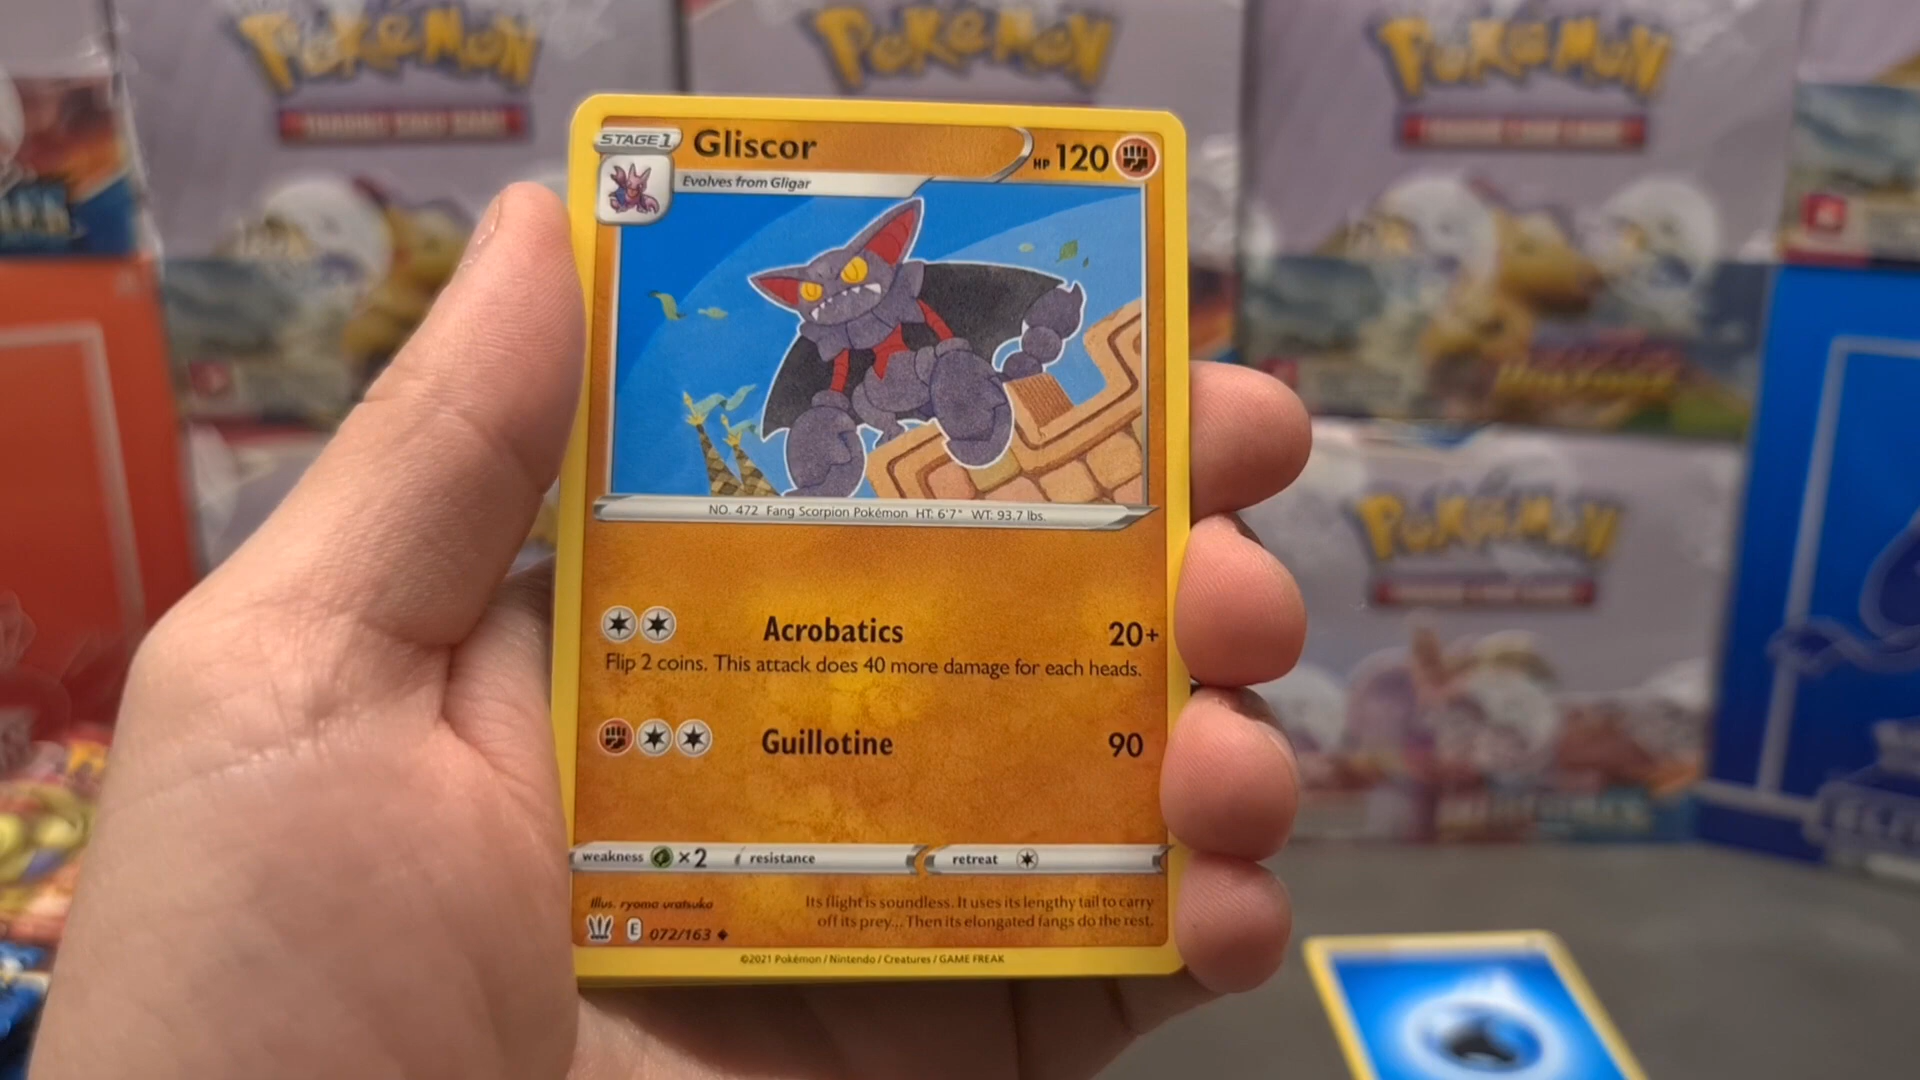 Pokémon
Pokémon
Pokémon
TRADING CARD GAME
STAGE 1
Gliscor
HP 120
Evolves from Gligar
NO. 472 Fang Scorpion Pokémon HT: 6'7" WT: 93.7 lbs.
Acrobatics 20+
Flip 2 coins. This attack does 40 more damage for each heads.
Guillotine 90
weakness ×2 resistance retreat
Illus. ryoma uratsuka
Its flight is soundless. It uses its lengthy tail to carry
off its prey... Then its elongated fangs do the rest.
E 072/163
©2021 Pokémon / Nintendo / Creatures / GAME FREAK
Pokémon